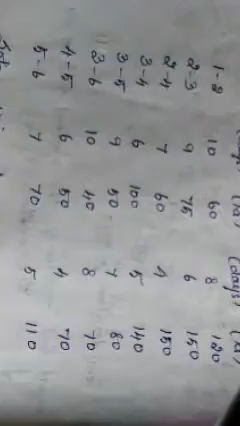 (days) (₹)
1-2 10 60 8 120
2-3 9 75 6 150
2-4 7 60 4 150
3-4 6 100 5 140
3-5 9 50 7 80
3-6 10 40 8 70
4-5 6 50 4 70
5-6 7 70 5 110